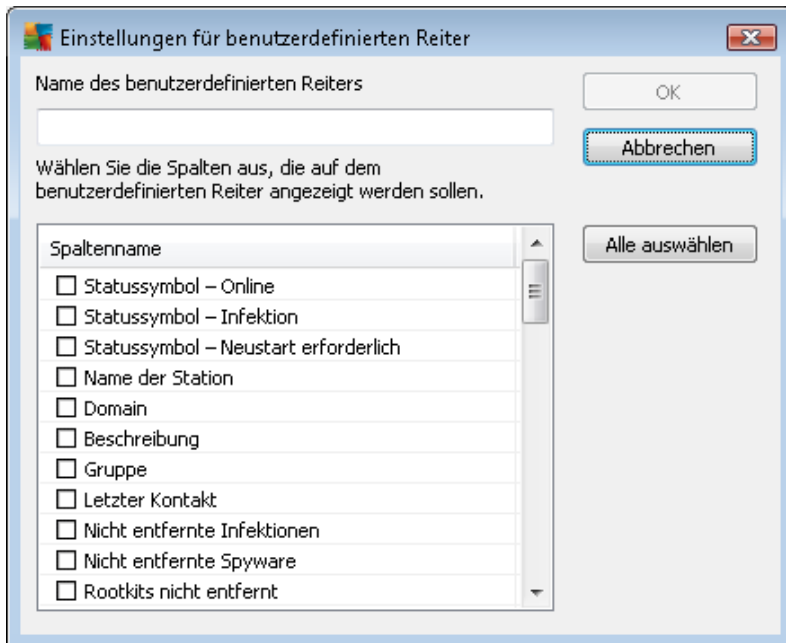 Einstellungen für benutzerdefinierten Reiter
Name des benutzerdefinierten Reiters
OK
Abbrechen
Wählen Sie die Spalten aus, die auf dem
benutzerdefinierten Reiter angezeigt werden sollen.
Alle auswählen
Spaltenname
Statussymbol – Online
Statussymbol – Infektion
Statussymbol – Neustart erforderlich
Name der Station
Domain
Beschreibung
Gruppe
Letzter Kontakt
Nicht entfernte Infektionen
Nicht entfernte Spyware
Rootkits nicht entfernt